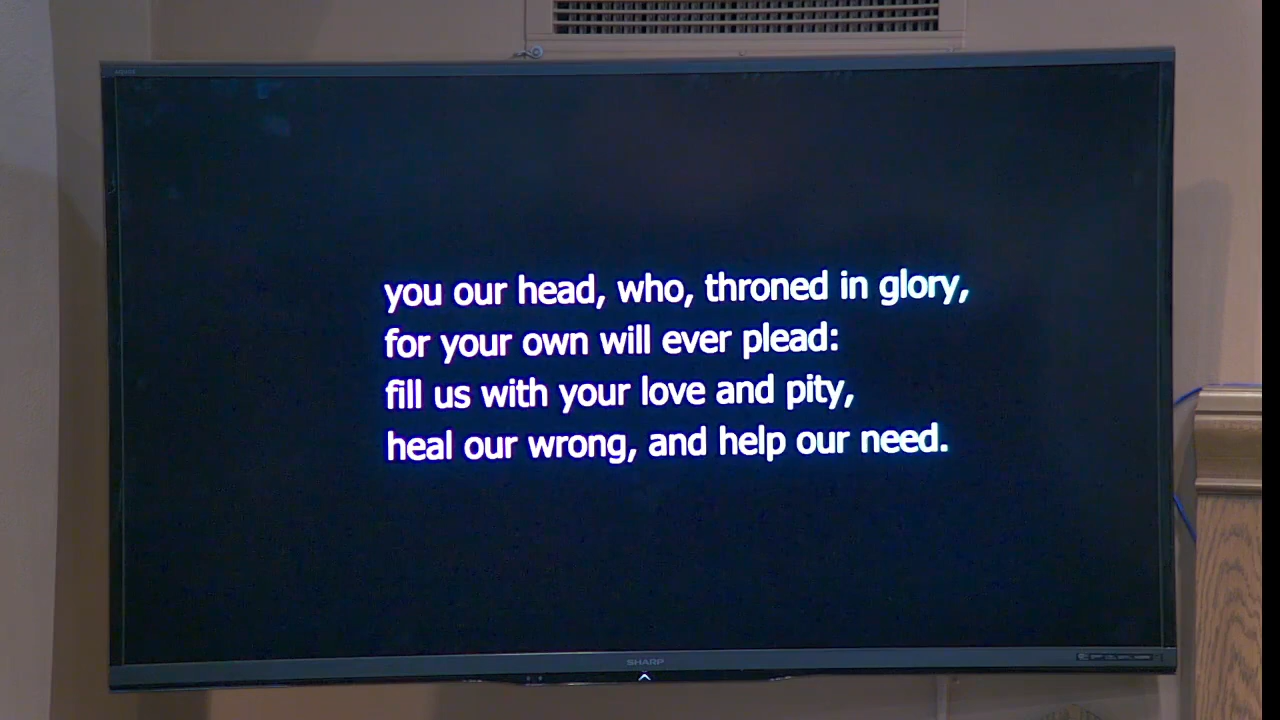 you our head, who, throned in glory,
for your own will ever plead:
fill us with your love and pity,
heal our wrong, and help our need.
SHARP